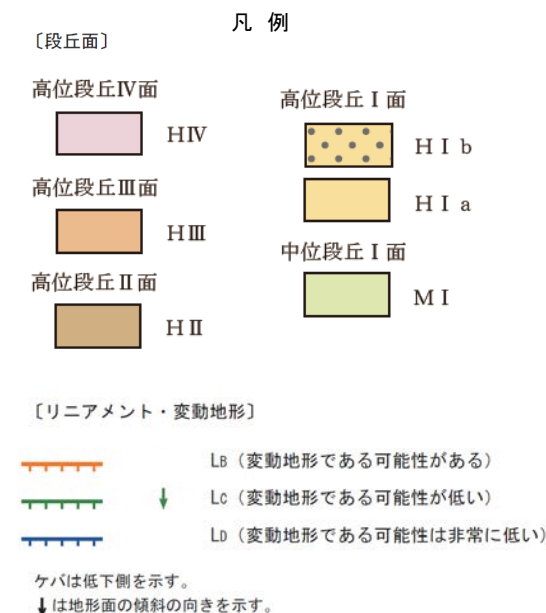 凡 例
〔段丘面〕
高位段丘Ⅳ面
HⅣ
高位段丘Ⅲ面
HⅢ
高位段丘Ⅱ面
HⅡ
高位段丘Ⅰ面
HⅠb
HⅠa
中位段丘Ⅰ面
MⅠ
〔リニアメント・変動地形〕
LB（変動地形である可能性がある）
LC（変動地形である可能性が低い）
LD（変動地形である可能性は非常に低い）
ケバは低下側を示す。
↓は地形面の傾斜の向きを示す。